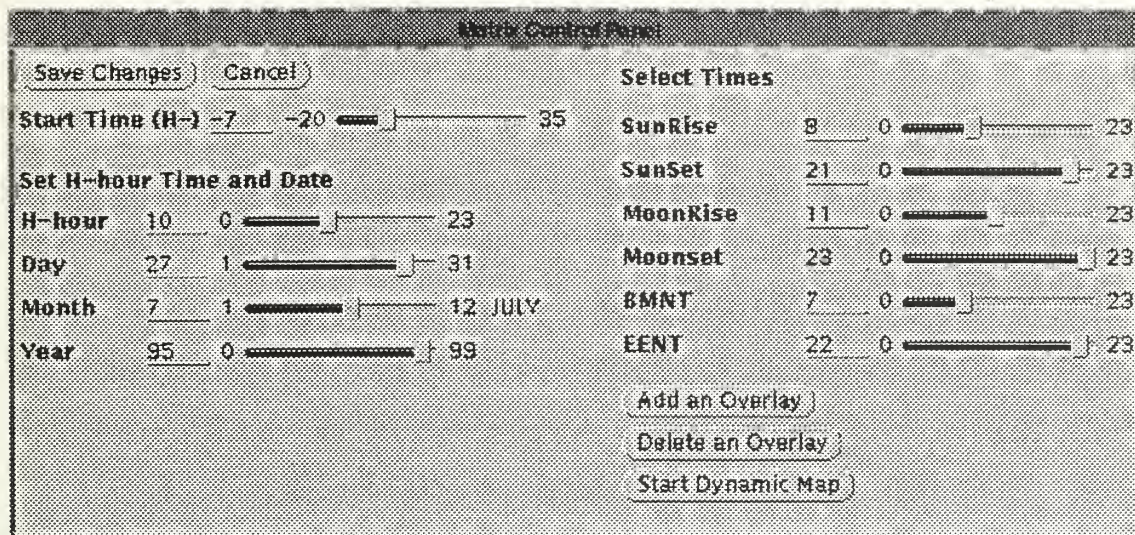 Matrix Control Panel
Save Changes Cancel
Start Time (H-) -7 -20 35
Set H-hour Time and Date
H-hour 10 0 23
Day 27 1 31
Month 7 1 12 JULY
Year 95 0 99
Select Times
SunRise 8 0 23
SunSet 21 0 23
MoonRise 11 0 23
Moonset 23 0 23
BMNT 7 0 23
EENT 22 0 23
Add an Overlay
Delete an Overlay
Start Dynamic Map